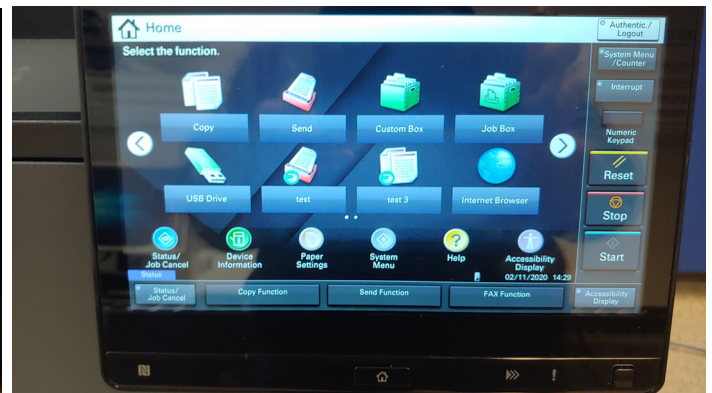 Home
Authentic./
Logout
Select the function.
System Menu
/Counter
Interrupt
Copy
Send
Custom Box
Job Box
Numeric
Keypad
Reset
USB Drive
test
test 3
Internet Browser
Stop
Status/
Job Cancel
Device
Information
Paper
Settings
System
Menu
Help
Accessibility
Display
Start
Status
02/11/2020 14:29
Status/
Job Cancel
Copy Function
Send Function
FAX Function
Accessibility
Display